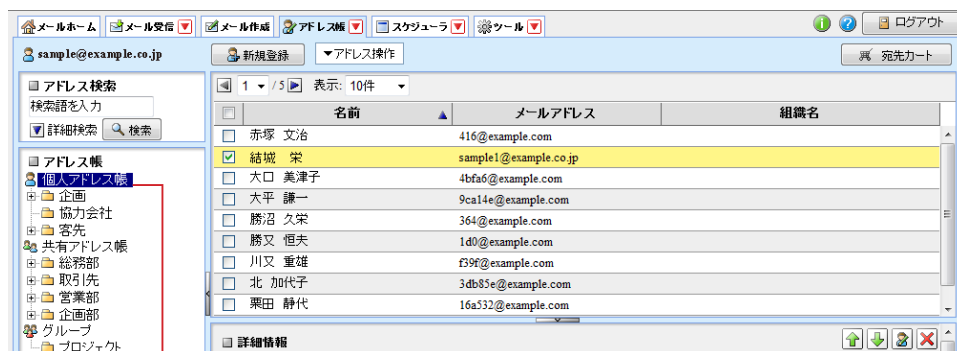 メールホーム メール受信 メール作成 アドレス帳 スケジューラ ツール ログアウト
sample@example.co.jp 新規登録 ▼アドレス操作 宛先カート
アドレス検索
検索語を入力
詳細検索 検索
アドレス帳
個人アドレス帳
企画
協力会社
客先
共有アドレス帳
総務部
取引先
営業部
企画部
グループ
プロジェクト
1 / 5 表示: 10件
名前 メールアドレス 組織名
赤塚 文治 416@example.com
結城 栄 sample1@example.co.jp
大口 美津子 4bfa6@example.com
大平 謙一 9ca14e@example.com
勝沼 久栄 364@example.com
勝又 恒夫 1d0@example.com
川又 重雄 f39f@example.com
北 加代子 3db85e@example.com
栗田 静代 16a532@example.com
詳細情報